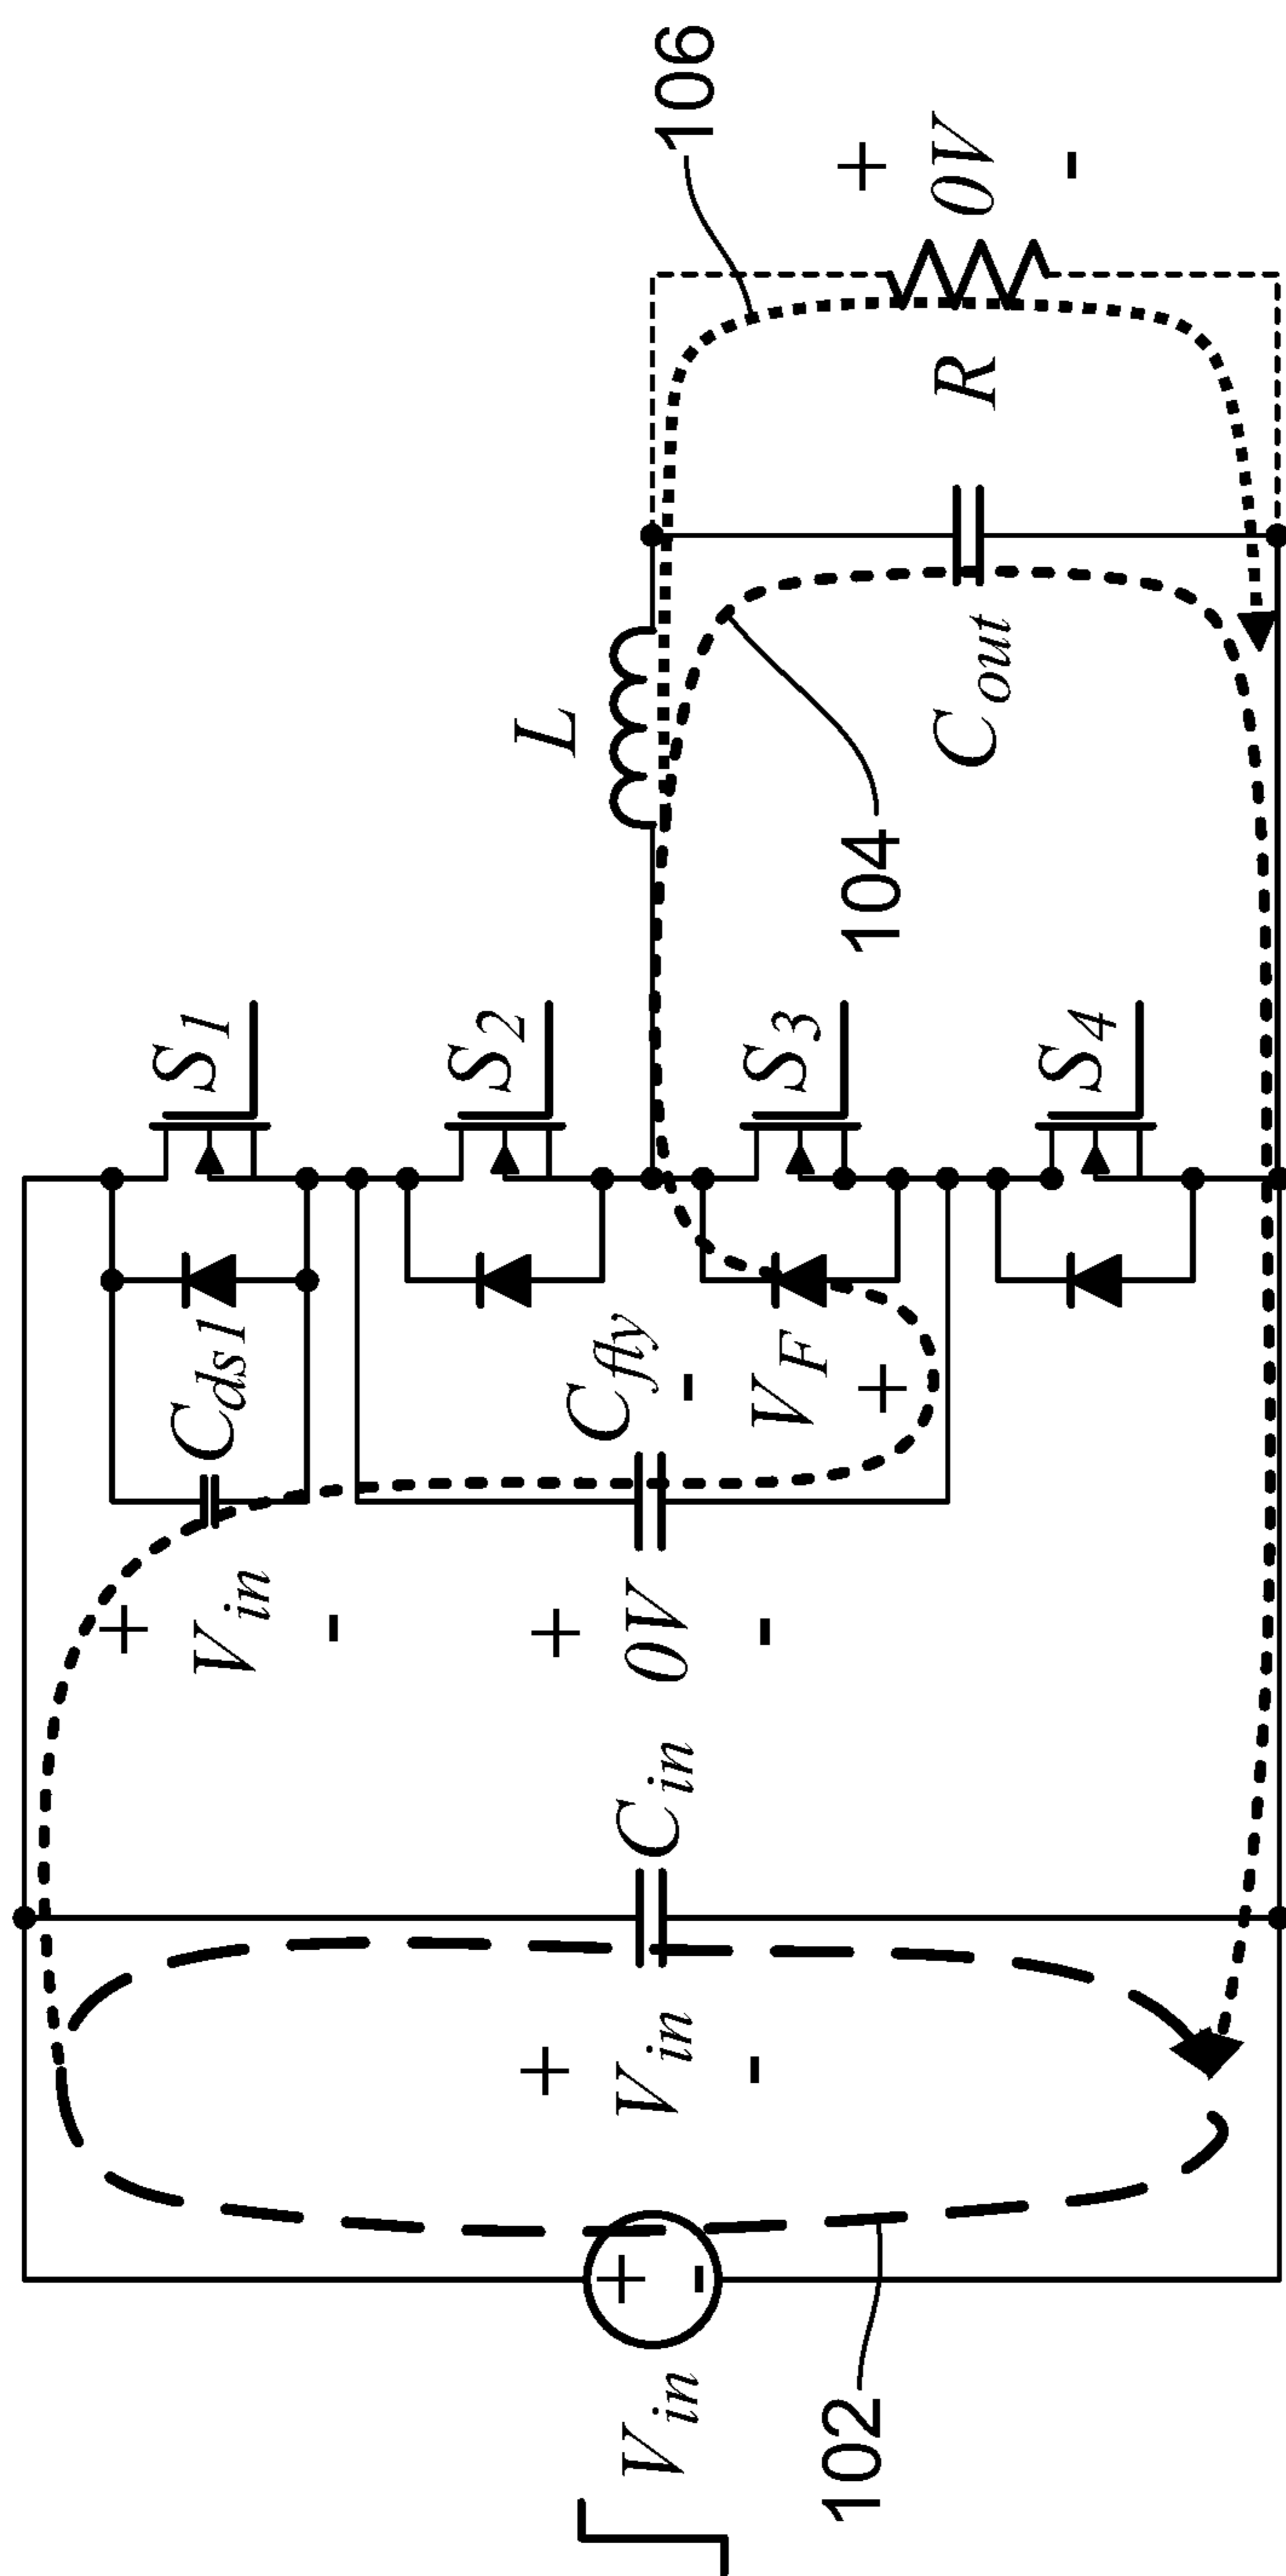 V_in
102
+
-
+
V_in
-
C_in
+
V_in
-
+
0V
-
C_ds1
C_fly
-
V_F
+
S_1
S_2
S_3
S_4
L
104
C_out
R
106
+
0V
-